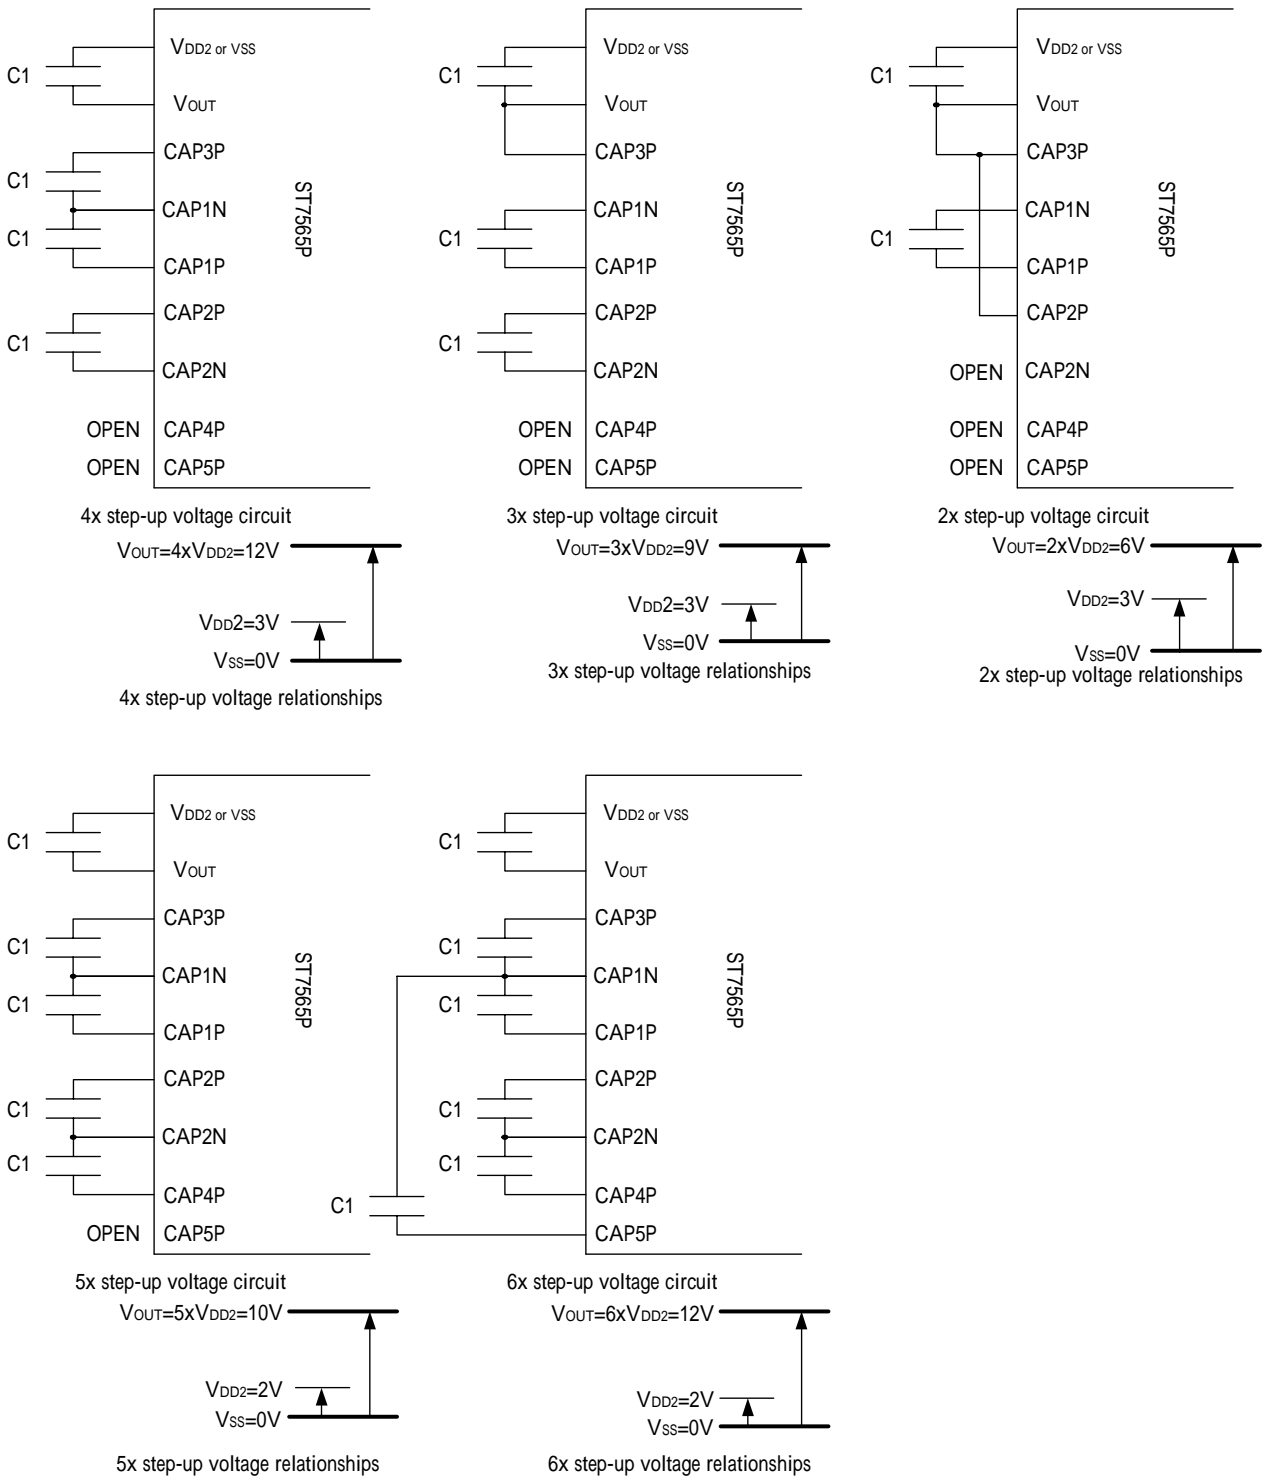 VDD2 or VSS
C1
VOUT
CAP3P
C1
CAP1N
C1
CAP1P
CAP2P
C1
CAP2N
OPEN CAP4P
OPEN CAP5P
ST7565P
4x step-up voltage circuit
VOUT=4xVDD2=12V
VDD2=3V
VSS=0V
4x step-up voltage relationships
VDD2 or VSS
C1
VOUT
CAP3P
CAP1N
C1
CAP1P
CAP2P
C1
CAP2N
OPEN CAP4P
OPEN CAP5P
ST7565P
3x step-up voltage circuit
VOUT=3xVDD2=9V
VDD2=3V
VSS=0V
3x step-up voltage relationships
VDD2 or VSS
C1
VOUT
CAP3P
CAP1N
C1
CAP1P
CAP2P
OPEN CAP2N
OPEN CAP4P
OPEN CAP5P
ST7565P
2x step-up voltage circuit
VOUT=2xVDD2=6V
VDD2=3V
VSS=0V
2x step-up voltage relationships
VDD2 or VSS
C1
VOUT
CAP3P
C1
CAP1N
C1
CAP1P
CAP2P
C1
CAP2N
C1
CAP4P
OPEN CAP5P
ST7565P
5x step-up voltage circuit
VOUT=5xVDD2=10V
VDD2=2V
VSS=0V
5x step-up voltage relationships
VDD2 or VSS
C1
VOUT
CAP3P
C1
CAP1N
C1
CAP1P
CAP2P
C1
CAP2N
C1
CAP4P
C1
CAP5P
ST7565P
6x step-up voltage circuit
VOUT=6xVDD2=12V
VDD2=2V
VSS=0V
6x step-up voltage relationships